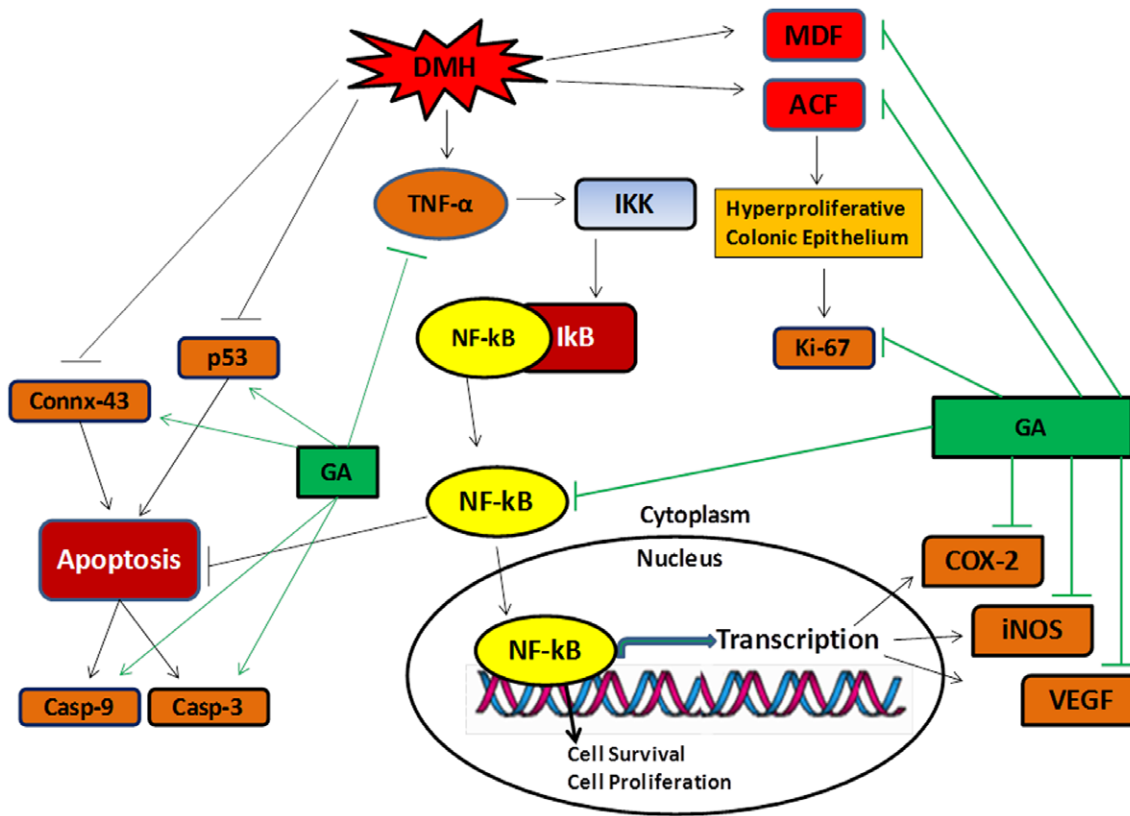 DMH
MDF
ACF
TNF-α
IKK
Hyperproliferative
Colonic Epithelium
NF-kB
IkB
p53
Ki-67
Connx-43
GA
GA
NF-kB
Cytoplasm
Apoptosis
Nucleus
COX-2
NF-kB
Transcription
iNOS
Casp-9
Casp-3
VEGF
Cell Survival
Cell Proliferation